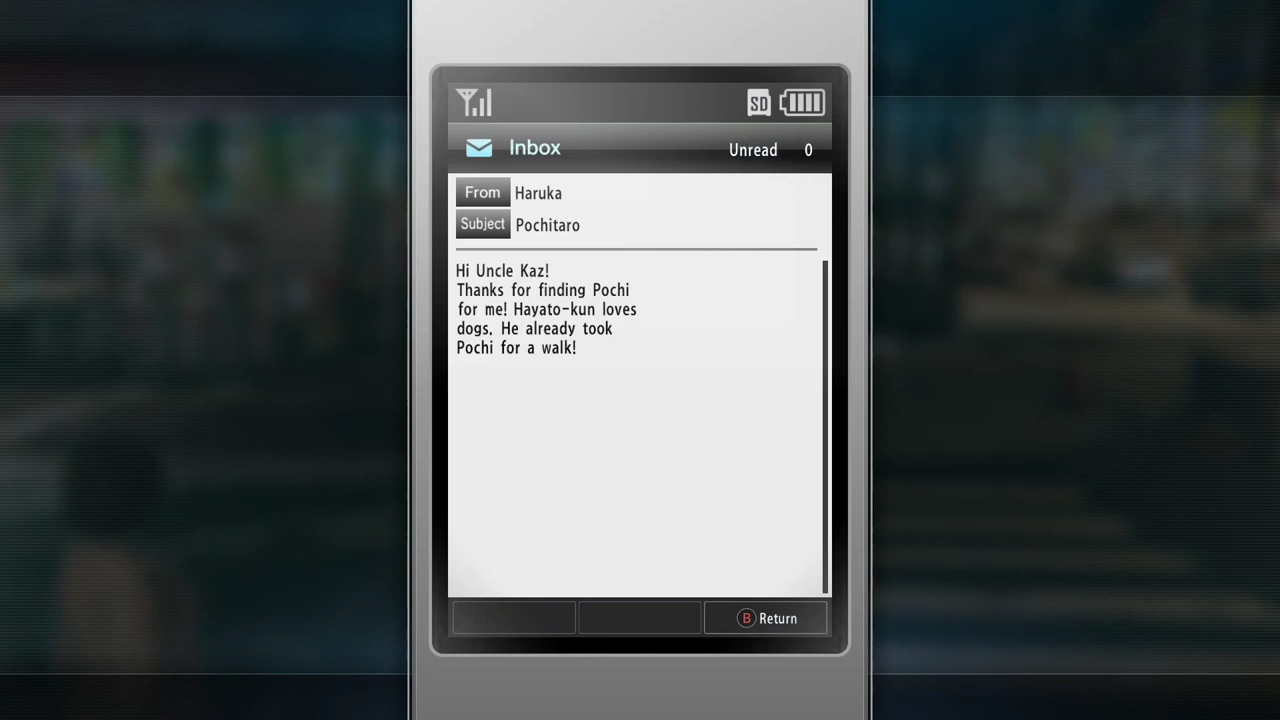 SD
Inbox Unread 0
From Haruka
Subject Pochitaro
Hi Uncle Kaz!
Thanks for finding Pochi
for me! Hayato-kun loves
dogs. He already took
Pochi for a walk!
B Return